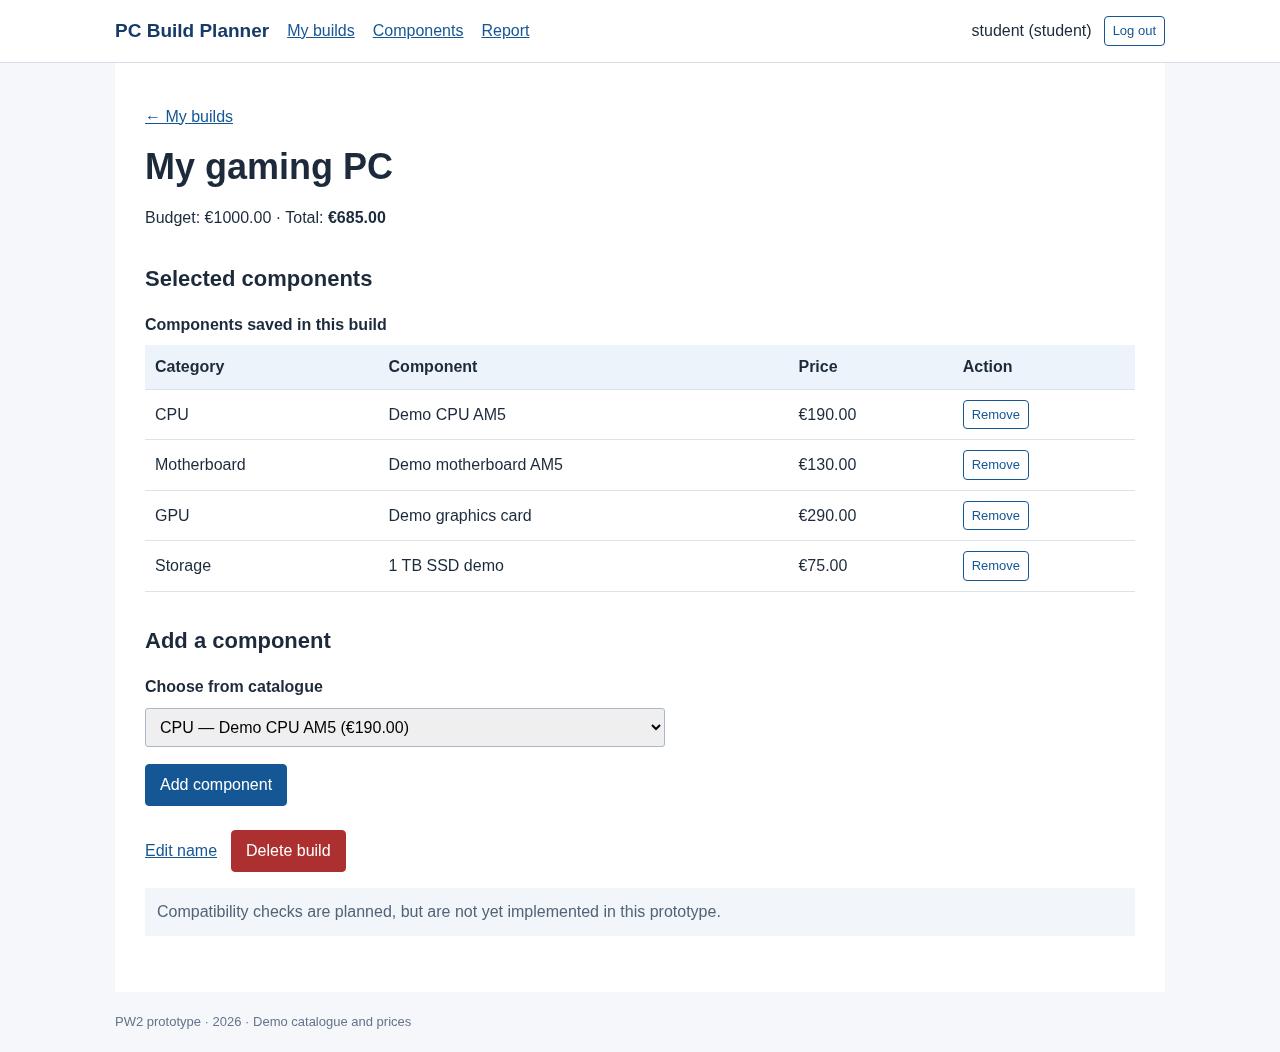 PC Build Planner My builds Components Report student (student) Log out
← My builds
My gaming PC
Budget: €1000.00 · Total: €685.00
Selected components
Components saved in this build
Category Component Price Action
CPU Demo CPU AM5 €190.00 Remove
Motherboard Demo motherboard AM5 €130.00 Remove
GPU Demo graphics card €290.00 Remove
Storage 1 TB SSD demo €75.00 Remove
Add a component
Choose from catalogue
CPU — Demo CPU AM5 (€190.00)
Add component
Edit name Delete build
Compatibility checks are planned, but are not yet implemented in this prototype.
PW2 prototype · 2026 · Demo catalogue and prices